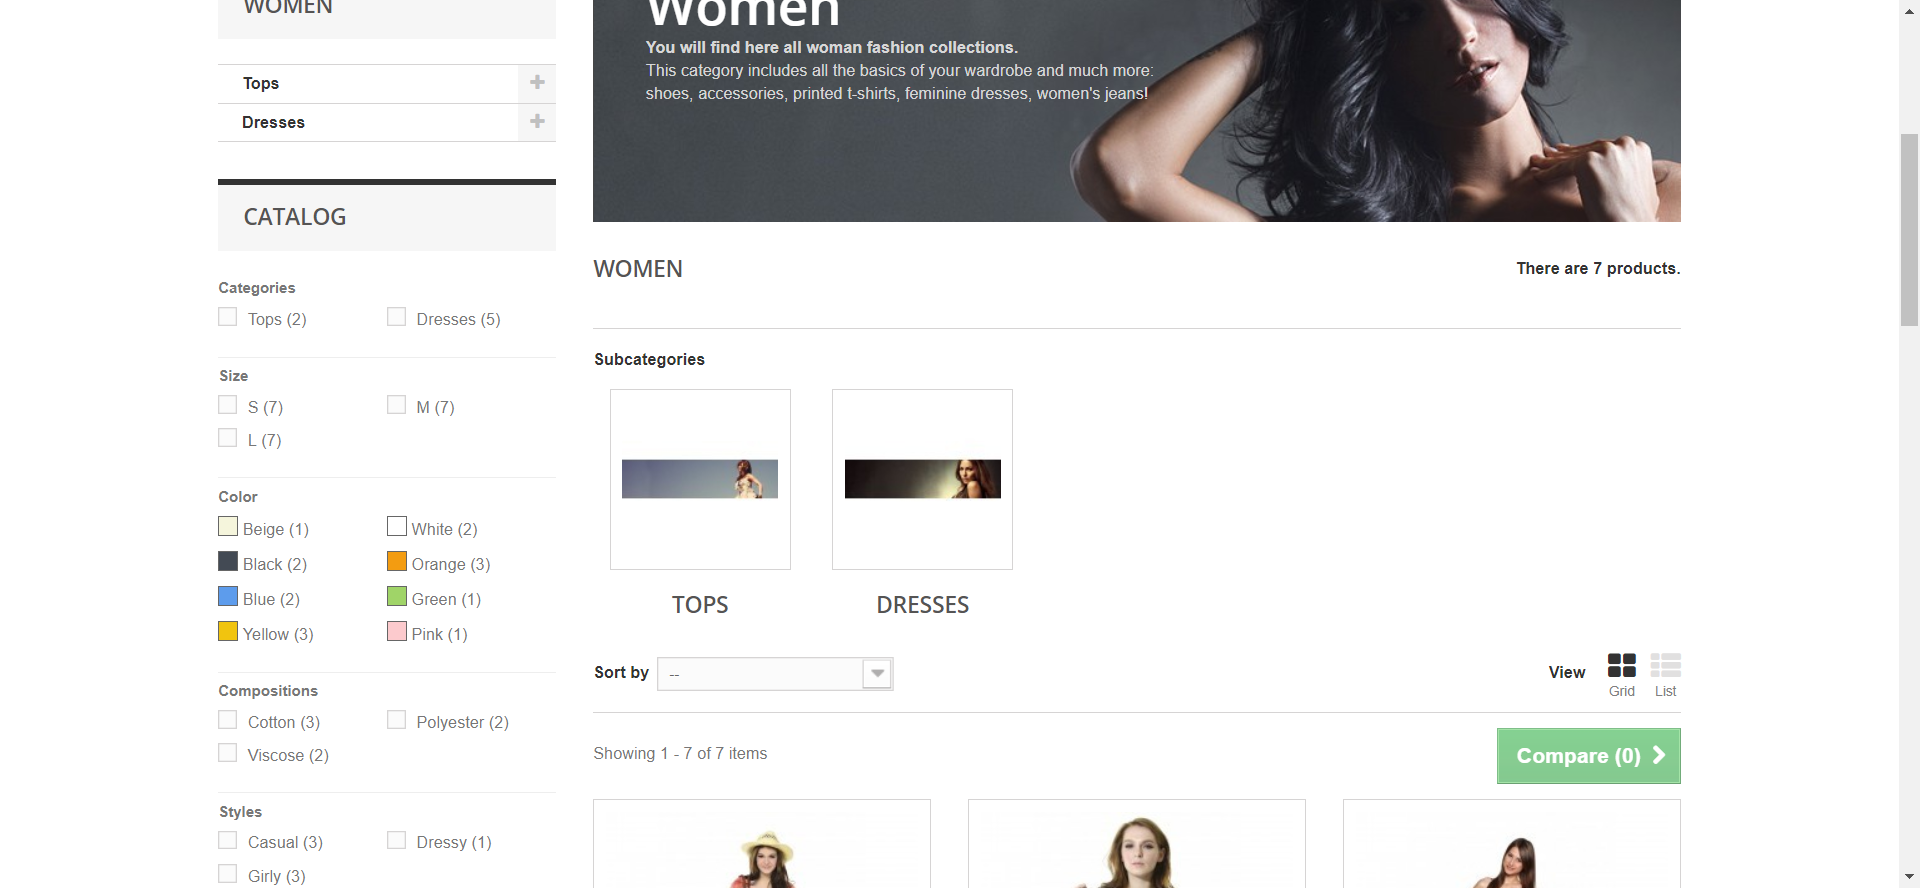 WOMEN
Tops
Dresses
CATALOG
Categories
Tops (2)
Dresses (5)
Size
S (7)
M (7)
L (7)
Color
Beige (1)
White (2)
Black (2)
Orange (3)
Blue (2)
Green (1)
Yellow (3)
Pink (1)
Compositions
Cotton (3)
Polyester (2)
Viscose (2)
Styles
Casual (3)
Dressy (1)
Girly (3)
Women
You will find here all woman fashion collections.
This category includes all the basics of your wardrobe and much more:
shoes, accessories, printed t-shirts, feminine dresses, women's jeans!
WOMEN
There are 7 products.
Subcategories
TOPS
DRESSES
Sort by
--
View
Grid
List
Showing 1 - 7 of 7 items
Compare (0)